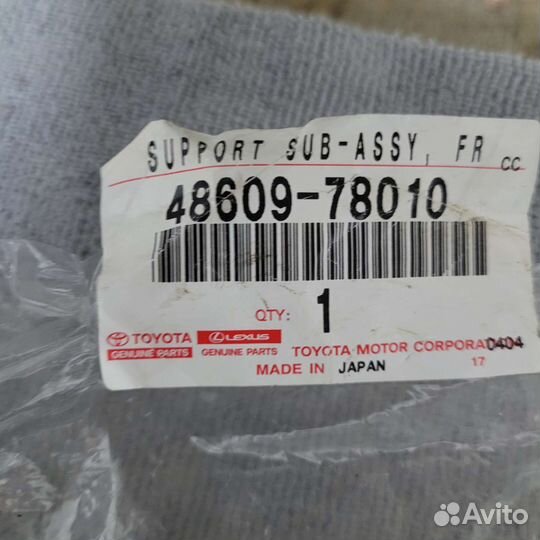 SUPPORT SUB-ASSY, FR CC
48609-78010
QTY: 1
TOYOTA LEXUS
GENUINE PARTS GENUINE PARTS TOYOTA MOTOR CORPORAT 0404
MADE IN JAPAN 17
Avito